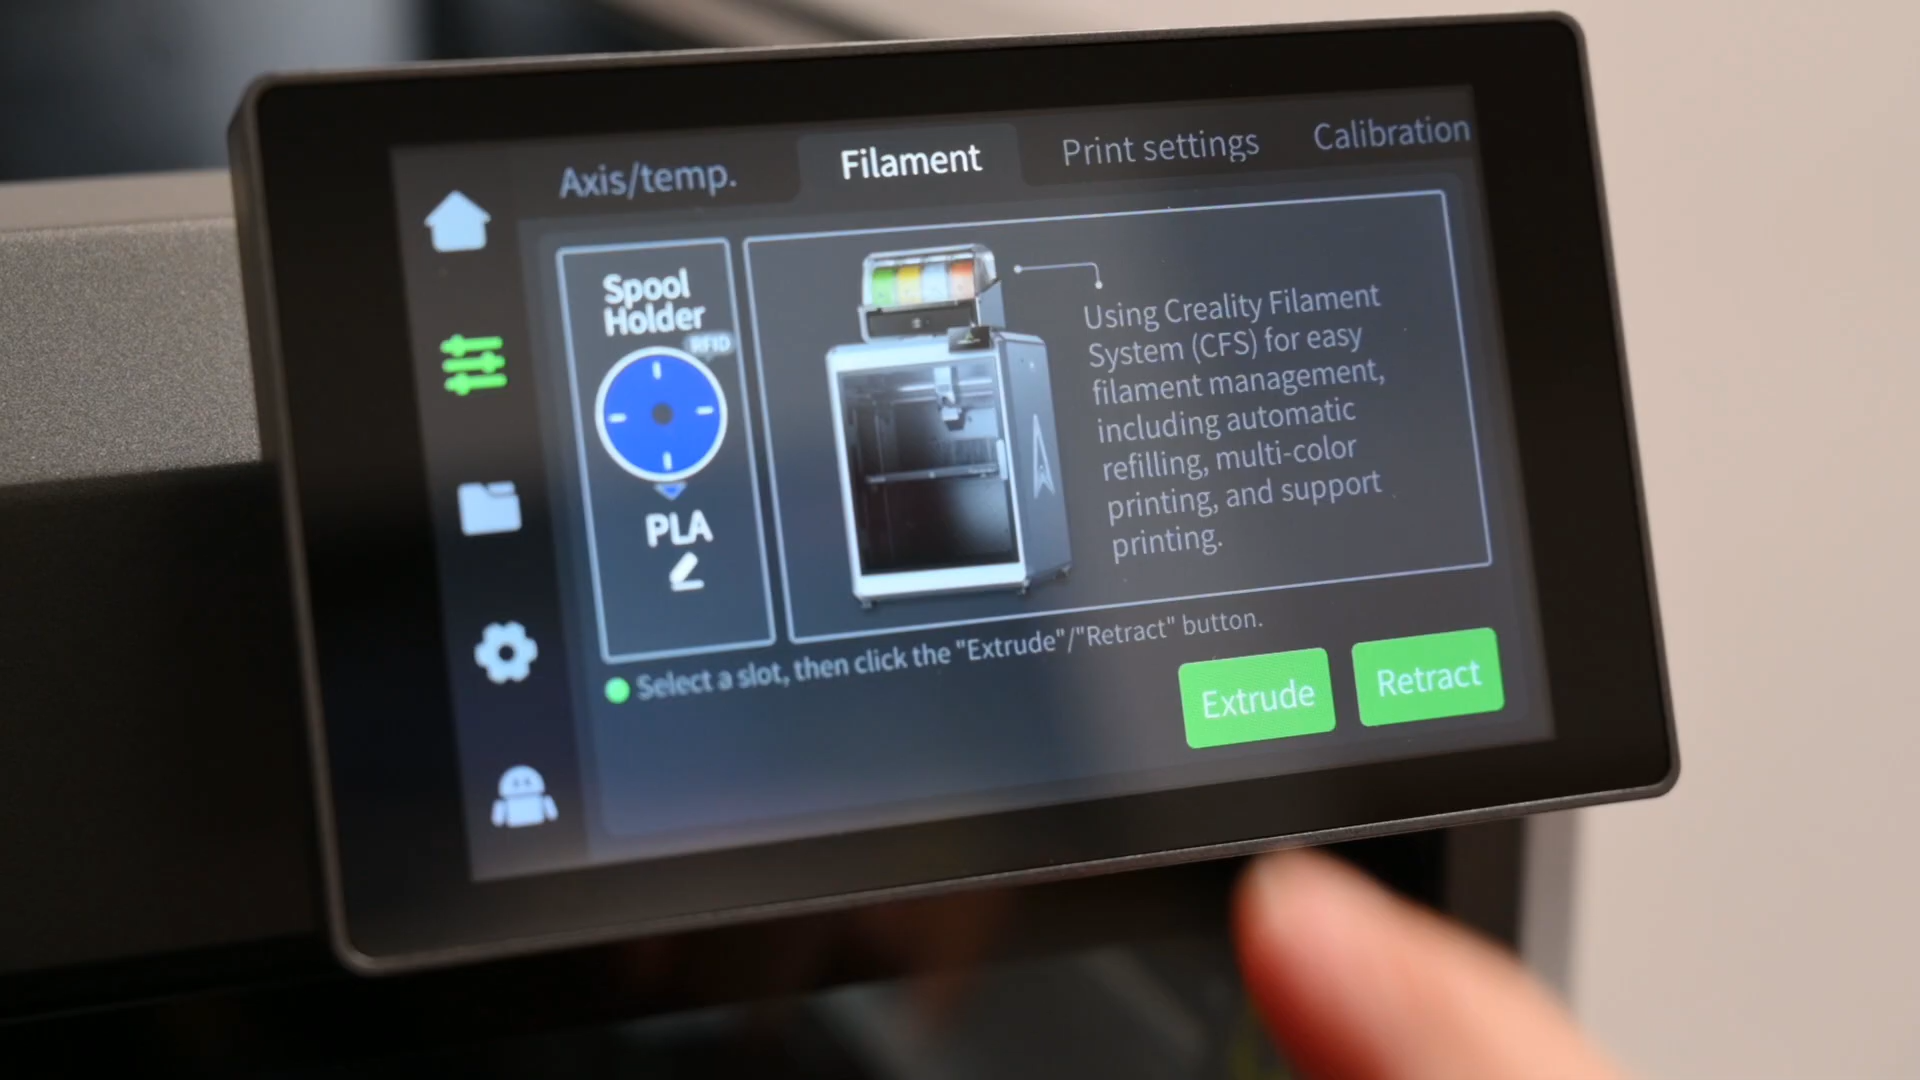 Axis/temp.
Filament
Print settings
Calibration
Spool
Holder
RFID
PLA
Using Creality Filament
System (CFS) for easy
filament management,
including automatic
refilling, multi-color
printing, and support
printing.
Select a slot, then click the "Extrude"/"Retract" button.
Extrude
Retract